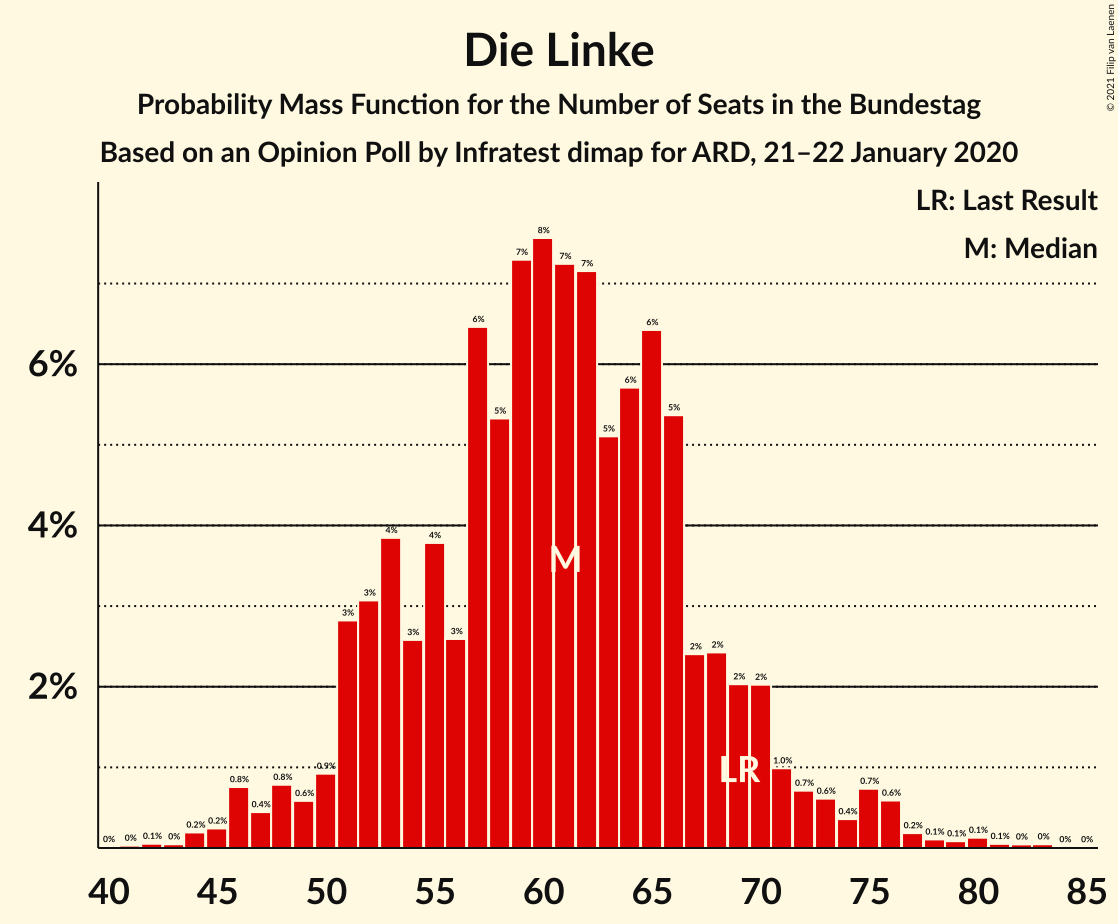 Die Linke
Probability Mass Function for the Number of Seats in the Bundestag
Based on an Opinion Poll by Infratest dimap for ARD, 21–22 January 2020
© 2021 Filip van Laenen
LR: Last Result
M: Median
6%
4%
2%
0% 0% 0.1% 0% 0.2% 0.2% 0.8% 0.4% 0.8% 0.6% 0.9% 3% 3% 4% 3% 4% 3% 6% 5% 7% 8% 7% 7% 5% 6% 6% 5% 2% 2% 2% 2% 1.0% 0.7% 0.6% 0.4% 0.7% 0.6% 0.2% 0.1% 0.1% 0.1% 0.1% 0% 0% 0% 0%
M
LR
40 45 50 55 60 65 70 75 80 85